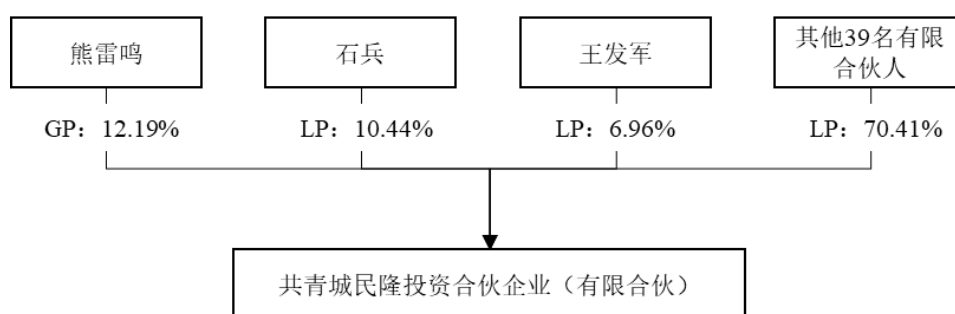 熊雷鸣
石兵
王发军
其他39名有限
合伙人
GP：12.19%
LP：10.44%
LP：6.96%
LP：70.41%
共青城民隆投资合伙企业（有限合伙）